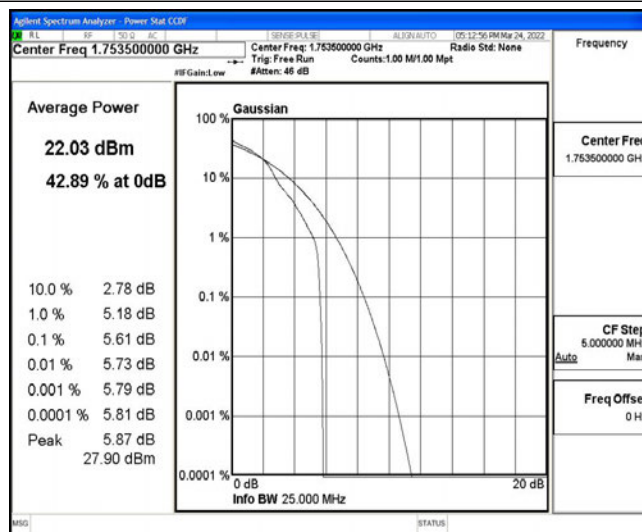 Agilent Spectrum Analyzer - Power Stat CCDF
RL RF 50 Ω AC SENSE:PULSE ALIGN AUTO 05:12:56 PM Mar 24, 2022
Center Freq 1.753500000 GHz
Center Freq: 1.753500000 GHz Radio Std: None
Trig: Free Run Counts:1.00 M/1.00 Mpt
#IFGain:Low #Atten: 46 dB
Frequency
Average Power
22.03 dBm
42.89 % at 0dB
10.0 % 2.78 dB
1.0 % 5.18 dB
0.1 % 5.61 dB
0.01 % 5.73 dB
0.001 % 5.79 dB
0.0001 % 5.81 dB
Peak 5.87 dB
27.90 dBm
Gaussian
100 %
10 %
1 %
0.1 %
0.01 %
0.001 %
0.0001 %
0 dB 20 dB
Info BW 25.000 MHz
Center Fre
1.753500000 GH
CF Ste
5.000000 MH
Auto Ma
Freq Offse
0 H
MSG STATUS